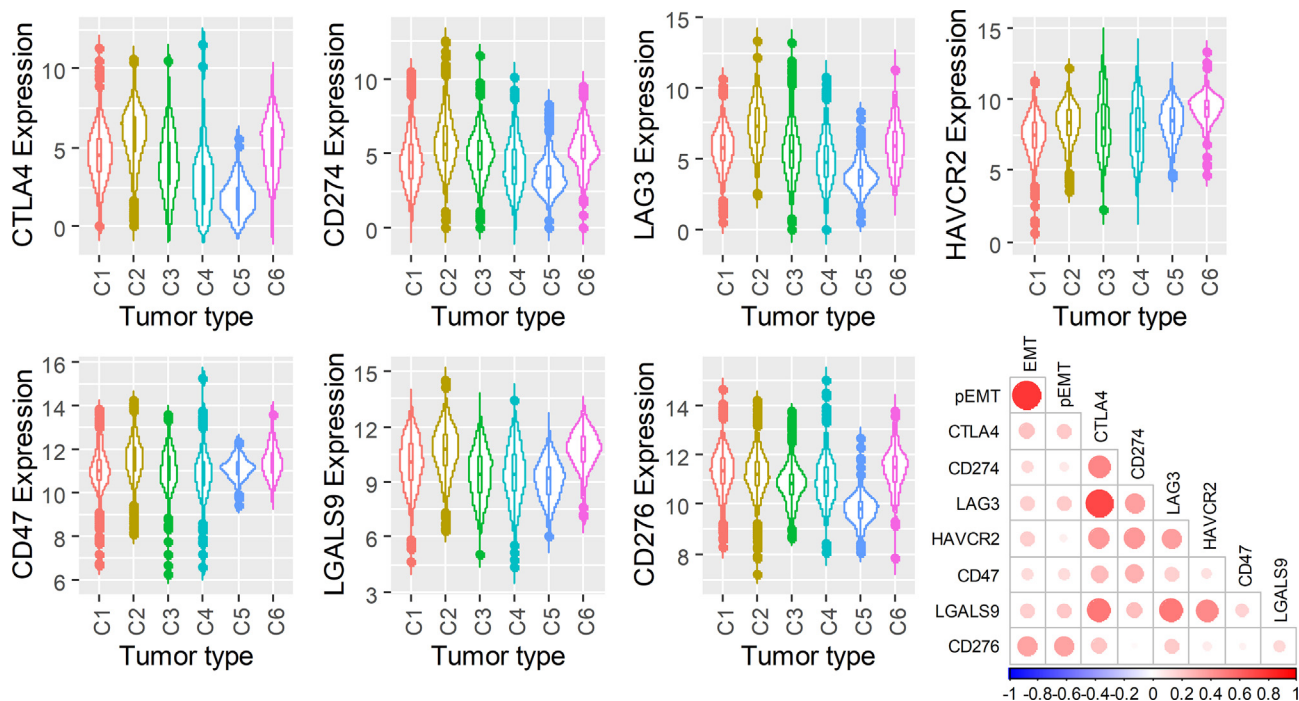 CTLA4 Expression
10
5
0
C1 C2 C3 C4 C5 C6
Tumor type
CD274 Expression
10
5
0
C1 C2 C3 C4 C5 C6
Tumor type
LAG3 Expression
15
10
5
0
C1 C2 C3 C4 C5 C6
Tumor type
HAVCR2 Expression
15
10
5
0
C1 C2 C3 C4 C5 C6
Tumor type
CD47 Expression
16
14
12
10
8
6
C1 C2 C3 C4 C5 C6
Tumor type
LGALS9 Expression
15
12
9
6
3
C1 C2 C3 C4 C5 C6
Tumor type
CD276 Expression
14
12
10
8
C1 C2 C3 C4 C5 C6
Tumor type
EMT
pEMT
CTLA4
CD274
LAG3
HAVCR2
CD47
LGALS9
pEMT
CTLA4
CD274
LAG3
HAVCR2
CD47
LGALS9
CD276
-1 -0.8 -0.6 -0.4 -0.2 0 0.2 0.4 0.6 0.8 1